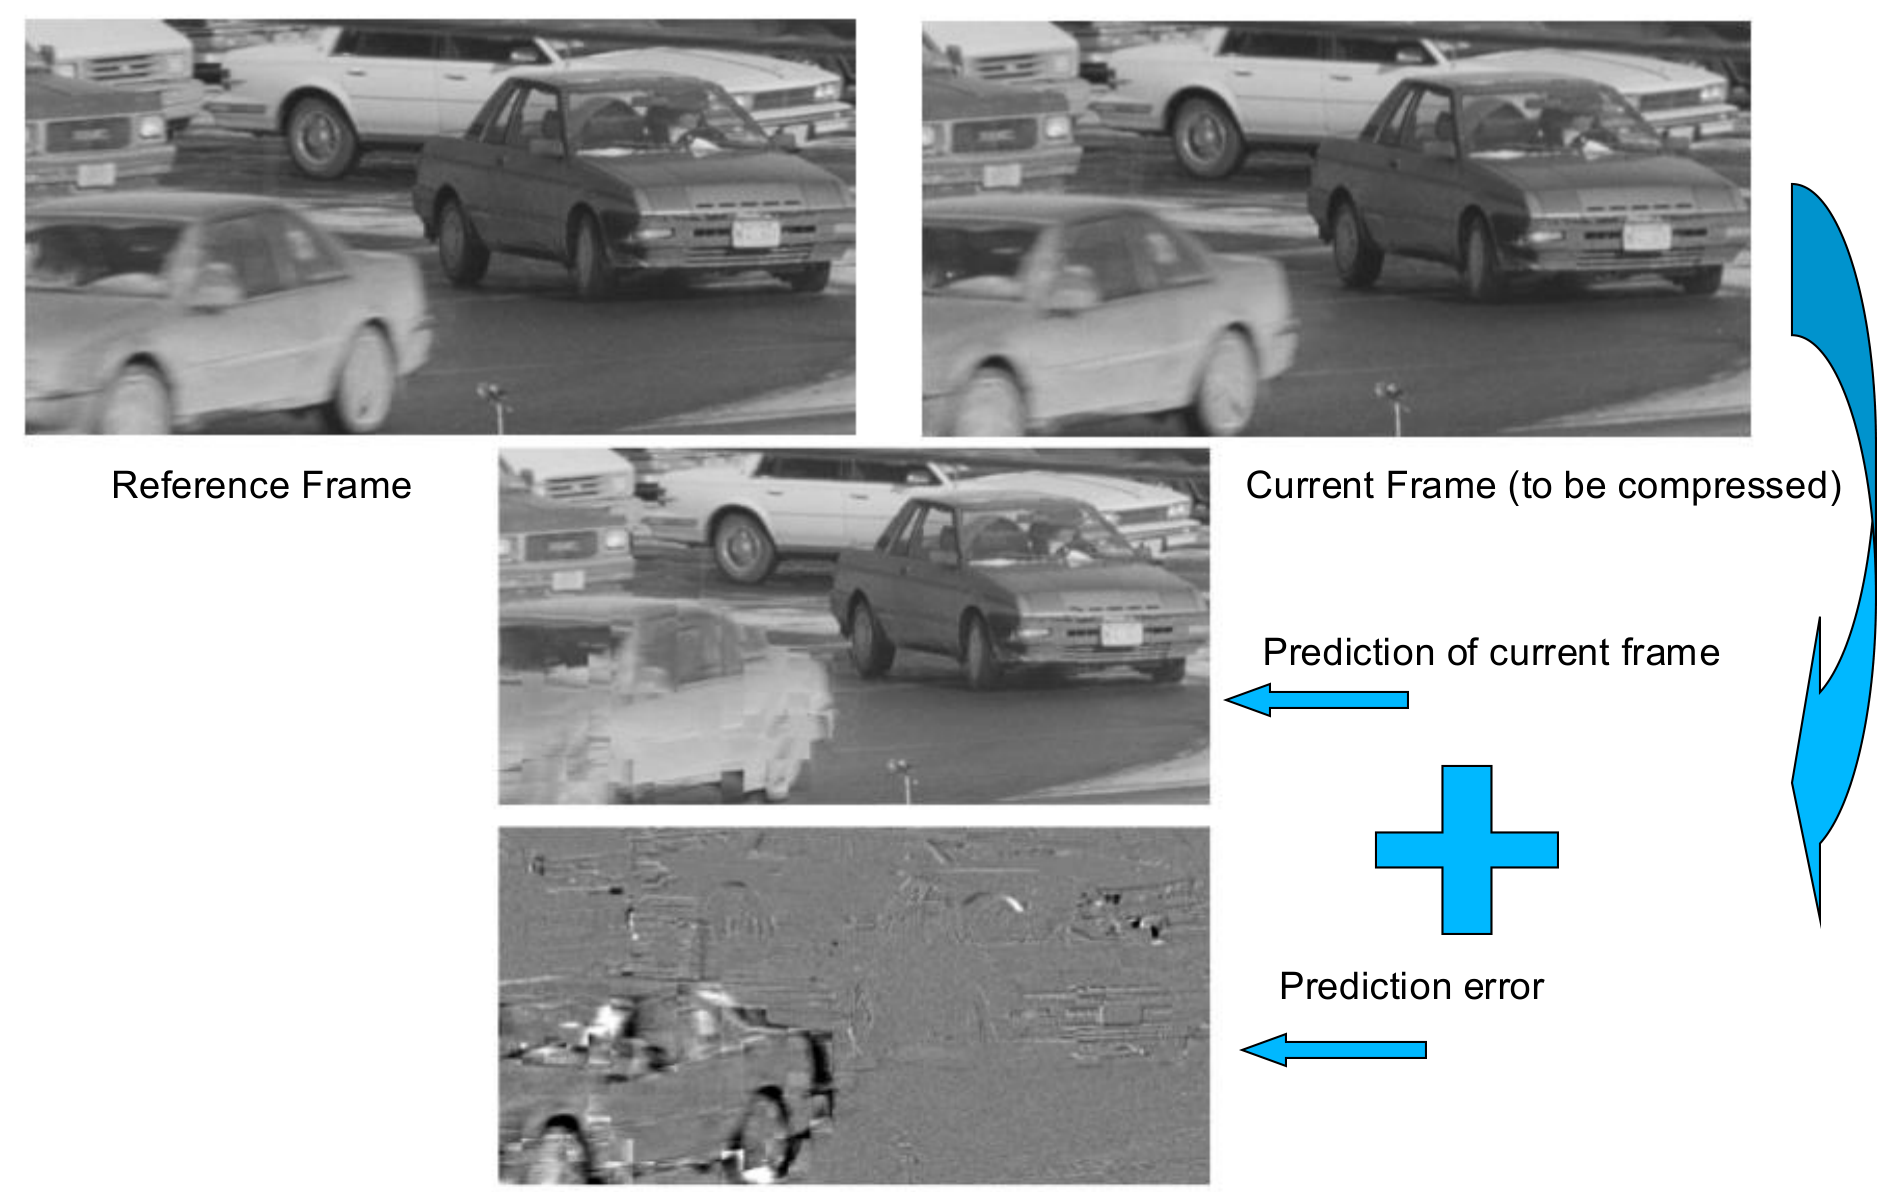 Reference Frame
Current Frame (to be compressed)
Prediction of current frame
Prediction error